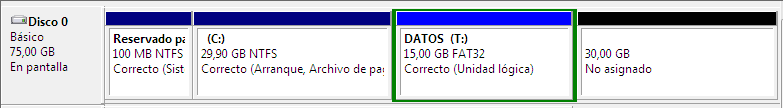 Disco 0
Básico
75,00 GB
En pantalla
Reservado pa
100 MB NTFS
Correcto (Sist
(C:)
29,90 GB NTFS
Correcto (Arranque, Archivo de pag
DATOS (T:)
15,00 GB FAT32
Correcto (Unidad lógica)
30,00 GB
No asignado